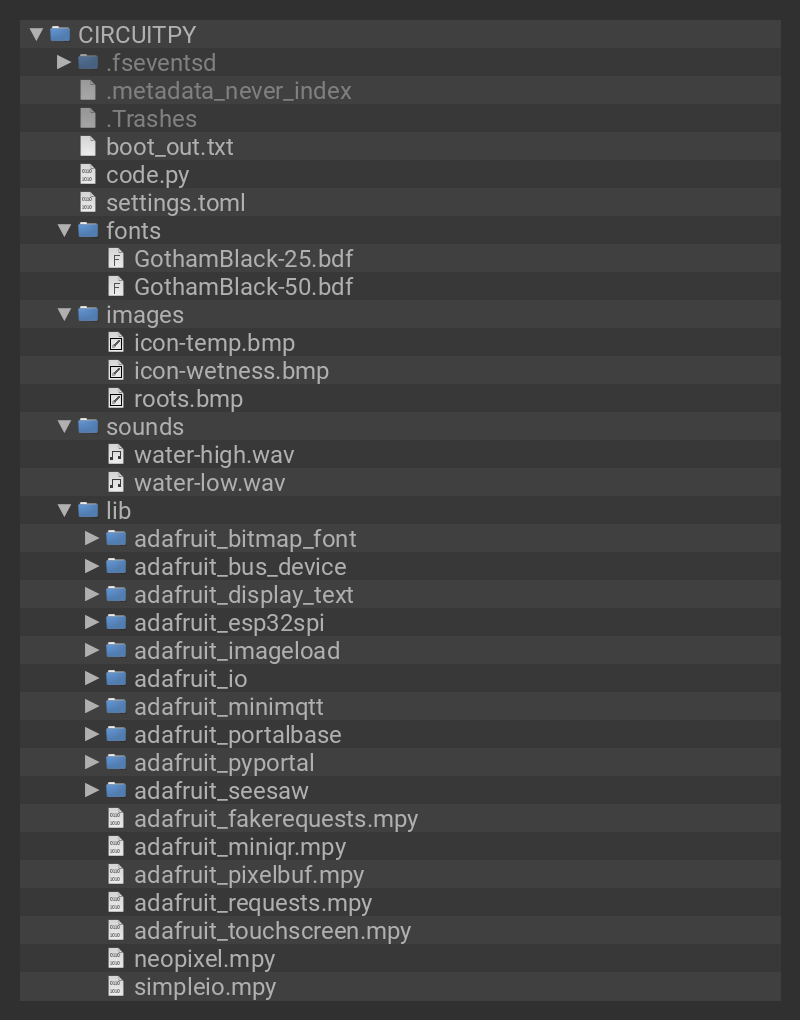 CIRCUITPY
.fseventsd
.metadata_never_index
.Trashes
boot_out.txt
code.py
settings.toml
fonts
GothamBlack-25.bdf
GothamBlack-50.bdf
images
icon-temp.bmp
icon-wetness.bmp
roots.bmp
sounds
water-high.wav
water-low.wav
lib
adafruit_bitmap_font
adafruit_bus_device
adafruit_display_text
adafruit_esp32spi
adafruit_imageload
adafruit_io
adafruit_minimqtt
adafruit_portalbase
adafruit_pyportal
adafruit_seesaw
adafruit_fakerequests.mpy
adafruit_miniqr.mpy
adafruit_pixelbuf.mpy
adafruit_requests.mpy
adafruit_touchscreen.mpy
neopixel.mpy
simpleio.mpy